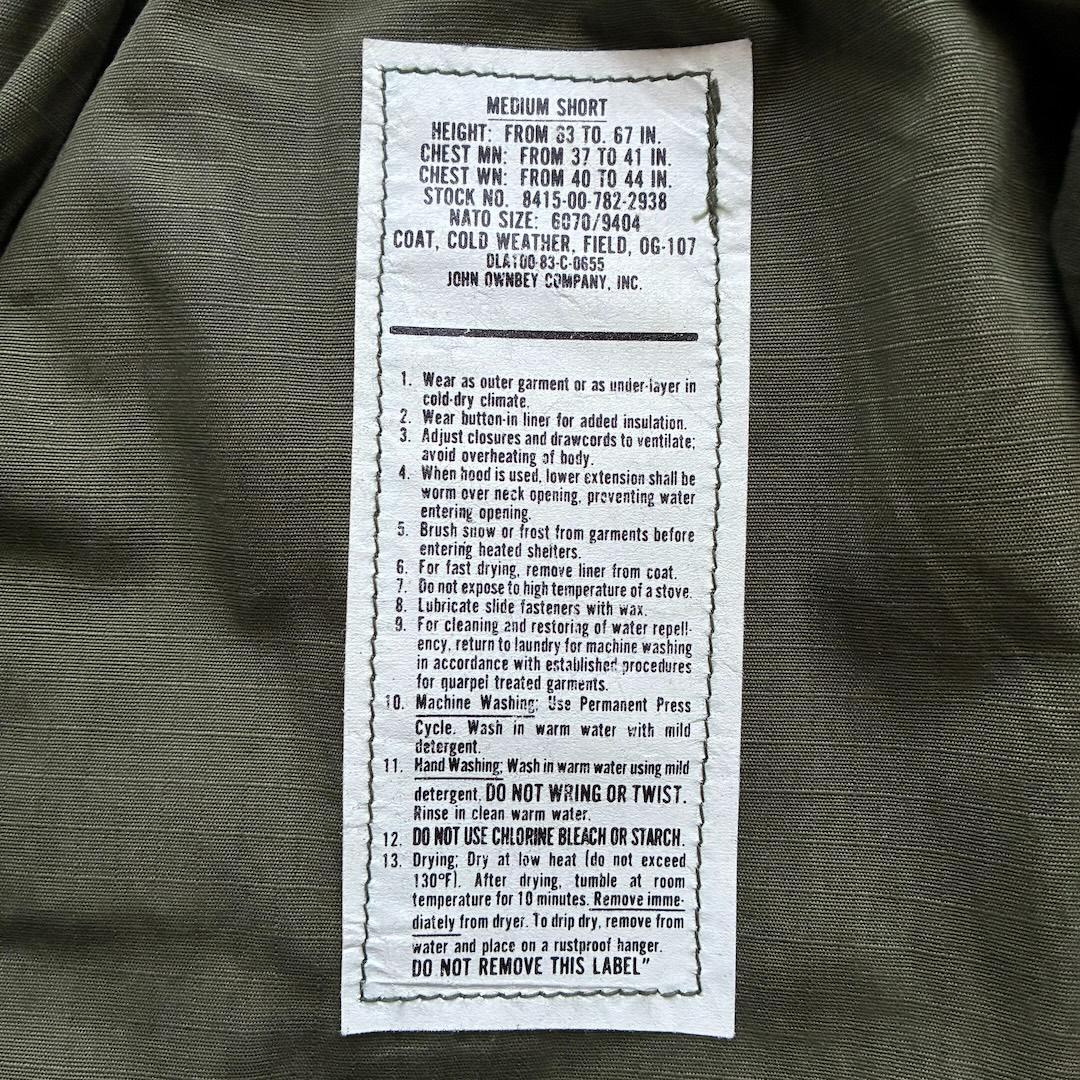 MEDIUM SHORT
HEIGHT: FROM 63 TO. 67 IN.
CHEST MN: FROM 37 TO 41 IN.
CHEST WN: FROM 40 TO 44 IN.
STOCK NO. 8415-00-782-2938
NATO SIZE: 6070/9404
COAT, COLD WEATHER, FIELD, OG-107
DLA100-83-C-0655
JOHN OWNBEY COMPANY, INC.
1. Wear as outer garment or as under-layer in
cold-dry climate.
2. Wear button-in liner for added insulation.
3. Adjust closures and drawcords to ventilate;
avoid overheating of body.
4. When hood is used, lower extension shall be
worm over neck opening, preventing water
entering opening.
5. Brush snow or frost from garments before
entering heated shelters.
6. For fast drying, remove liner from coat.
7. Do not expose to high temperature of a stove.
8. Lubricate slide fasteners with wax.
9. For cleaning and restoring of water repell-
ency, return to laundry for machine washing
in accordance with established procedures
for quarpel treated garments.
10. Machine Washing: Use Permanent Press
Cycle. Wash in warm water with mild
detergent.
11. Hand Washing; Wash in warm water using mild
detergent. DO NOT WRING OR TWIST.
Rinse in clean warm water.
12. DO NOT USE CHLORINE BLEACH OR STARCH.
13. Drying; Dry at low heat (do not exceed
130°F). After drying, tumble at room
temperature for 10 minutes. Remove imme-
diately from dryer. To drip dry, remove from
water and place on a rustproof hanger.
DO NOT REMOVE THIS LABEL”